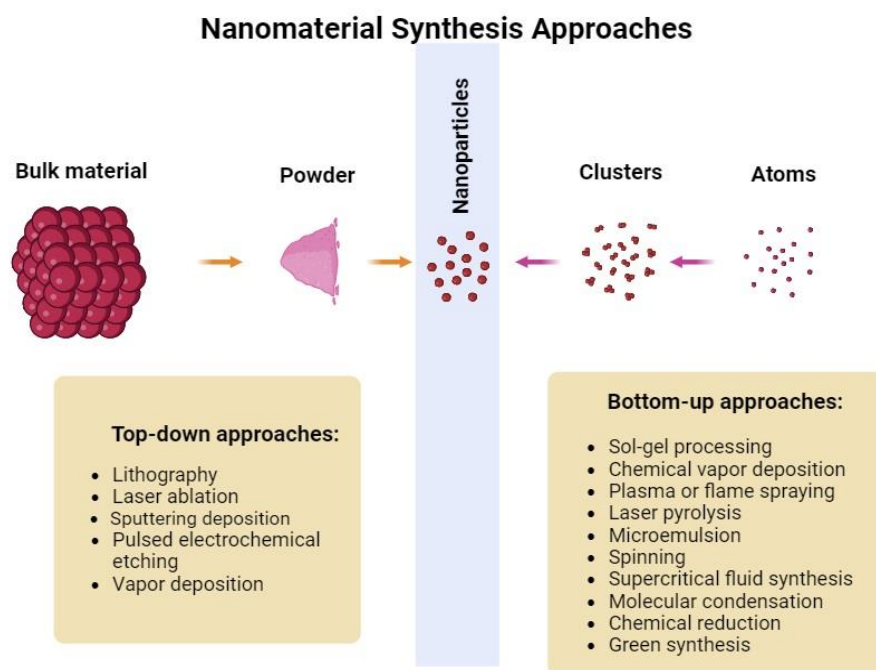 Nanomaterial Synthesis Approaches
Nanoparticles
Bulk material
Powder
Clusters
Atoms
Top-down approaches:
• Lithography
• Laser ablation
• Sputtering deposition
• Pulsed electrochemical
etching
• Vapor deposition
Bottom-up approaches:
• Sol-gel processing
• Chemical vapor deposition
• Plasma or flame spraying
• Laser pyrolysis
• Microemulsion
• Spinning
• Supercritical fluid synthesis
• Molecular condensation
• Chemical reduction
• Green synthesis